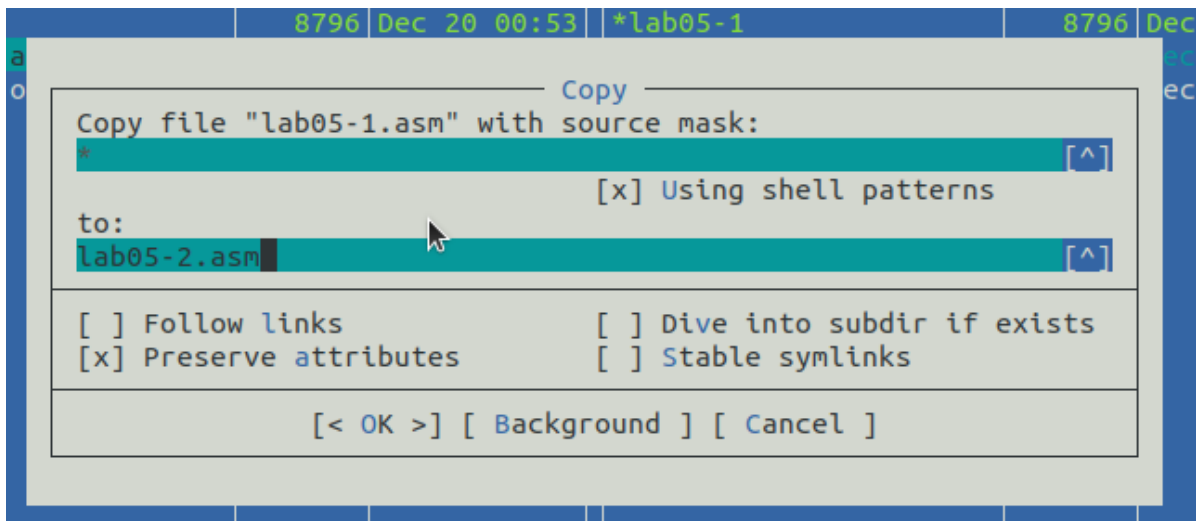 8796 Dec 20 00:53 *lab05-1 8796 Dec
a ec
o ec
Copy
Copy file "lab05-1.asm" with source mask:
* [^]
[x] Using shell patterns
to:
lab05-2.asm [^]
[ ] Follow links [ ] Dive into subdir if exists
[x] Preserve attributes [ ] Stable symlinks
[< OK >] [ Background ] [ Cancel ]